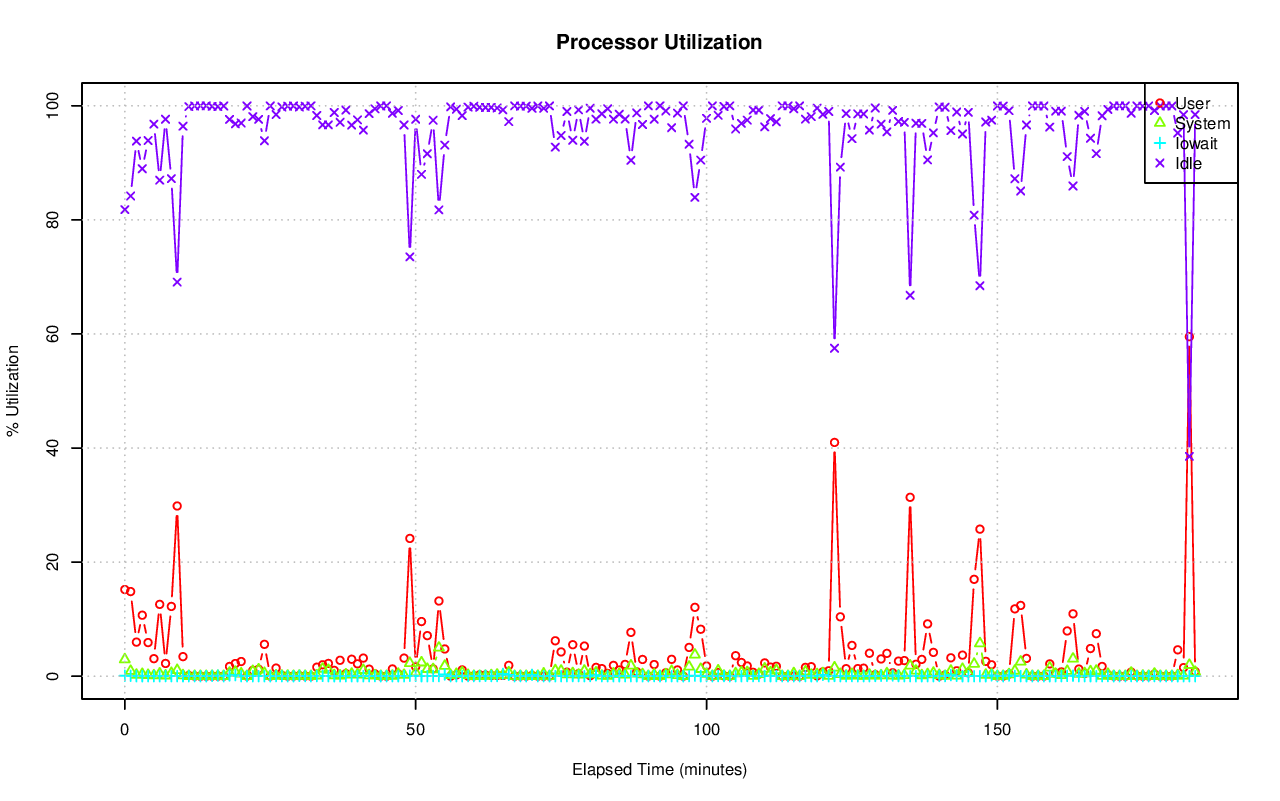 Processor Utilization
% Utilization
100
80
60
40
20
0
User
System
Iowait
Idle
0
50
100
150
Elapsed Time (minutes)